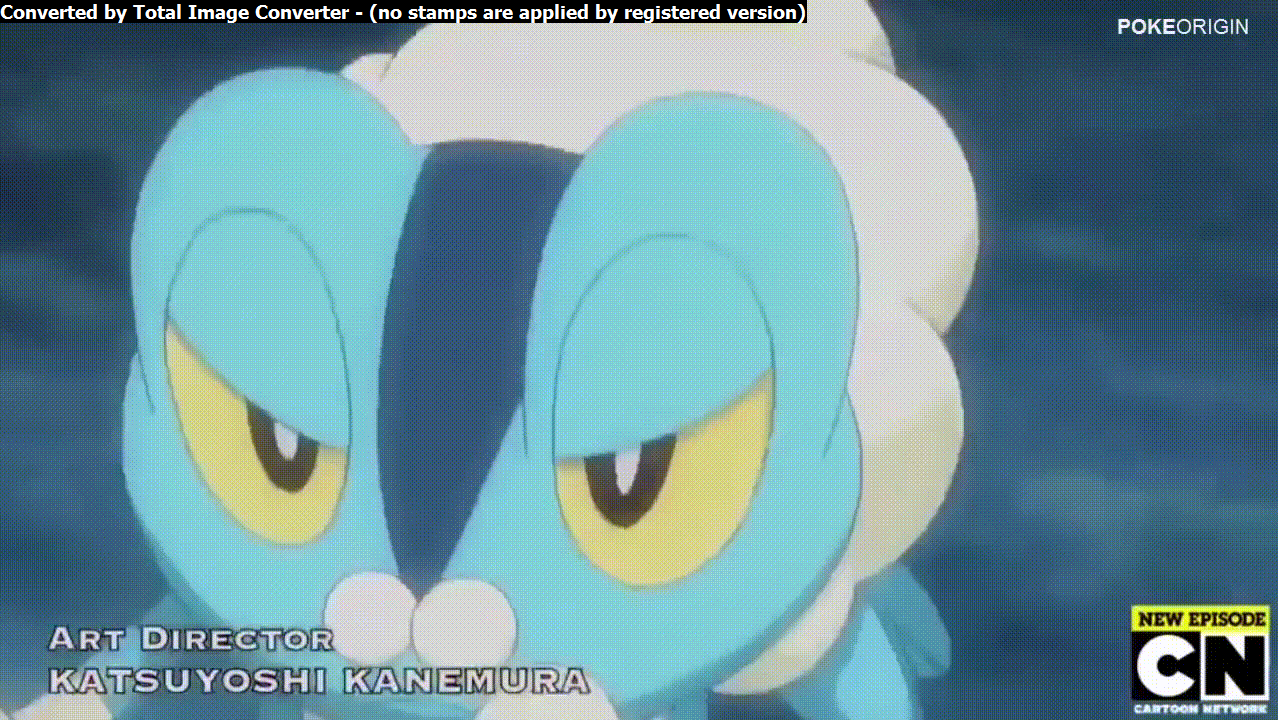 Converted by Total Image Converter - (no stamps are applied by registered version)
POKEORIGIN
ART DIRECTOR
KATSUYOSHI KANEMURA
NEW EPISODE
CN
CARTOON NETWORK